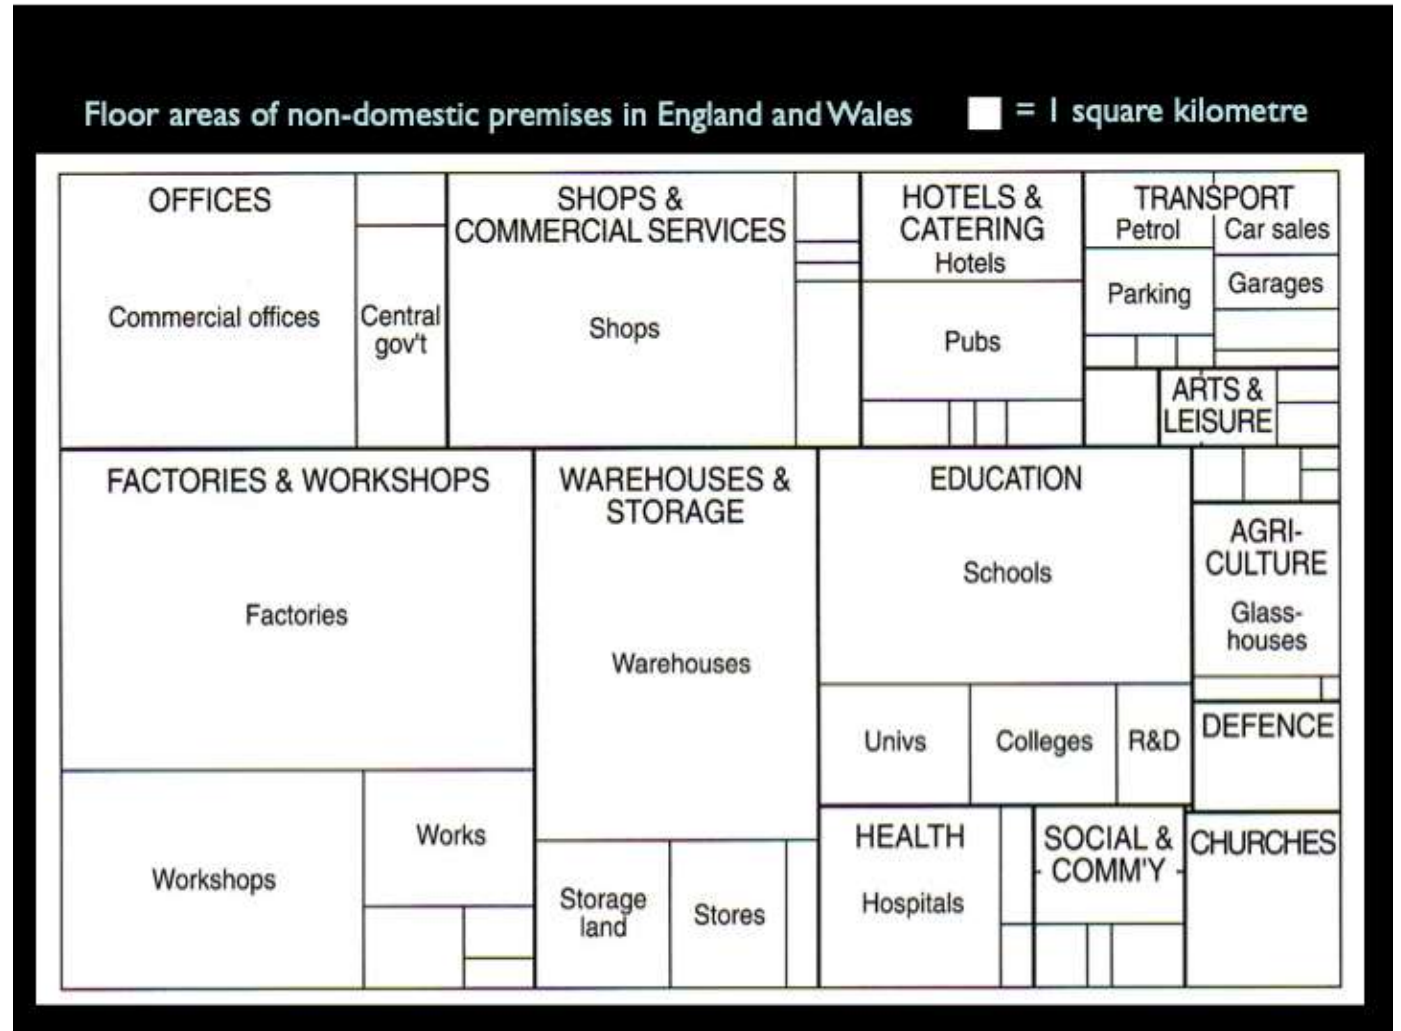 Floor areas of non-domestic premises in England and Wales
= 1 square kilometre
OFFICES
Commercial offices
Central
gov't
SHOPS &
COMMERCIAL SERVICES
Shops
HOTELS &
CATERING
Hotels
Pubs
TRANSPORT
Petrol
Car sales
Parking
Garages
ARTS &
LEISURE
FACTORIES & WORKSHOPS
Factories
Workshops
Works
WAREHOUSES &
STORAGE
Warehouses
Storage
land
Stores
EDUCATION
Schools
Univs
Colleges
R&D
AGRI-
CULTURE
Glass-
houses
DEFENCE
HEALTH
Hospitals
SOCIAL &
COMM'Y
CHURCHES